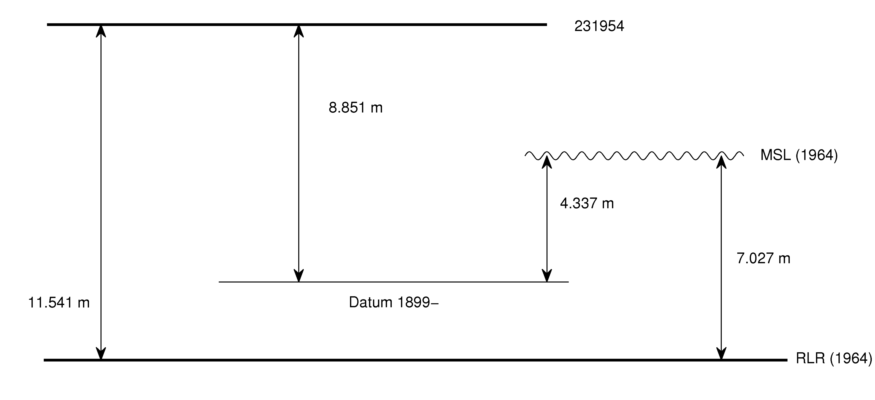 231954
8.851 m
MSL (1964)
4.337 m
7.027 m
11.541 m
Datum 1899−
RLR (1964)